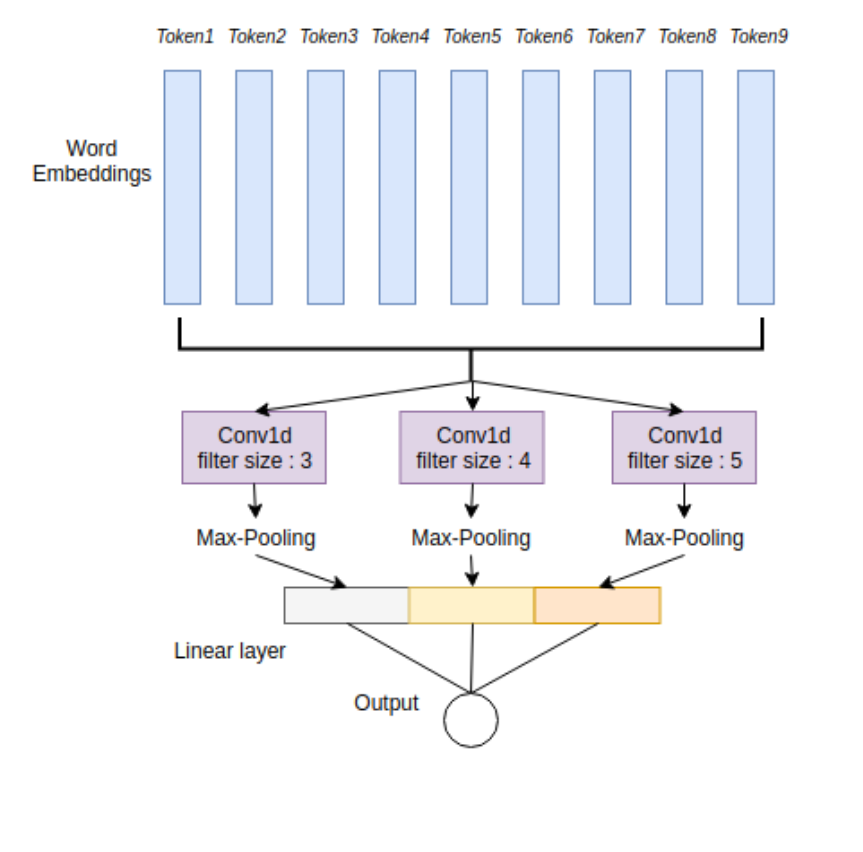 Token1 Token2 Token3 Token4 Token5 Token6 Token7 Token8 Token9
Word
Embeddings
Conv1d
filter size : 3
Conv1d
filter size : 4
Conv1d
filter size : 5
Max-Pooling Max-Pooling Max-Pooling
Linear layer
Output